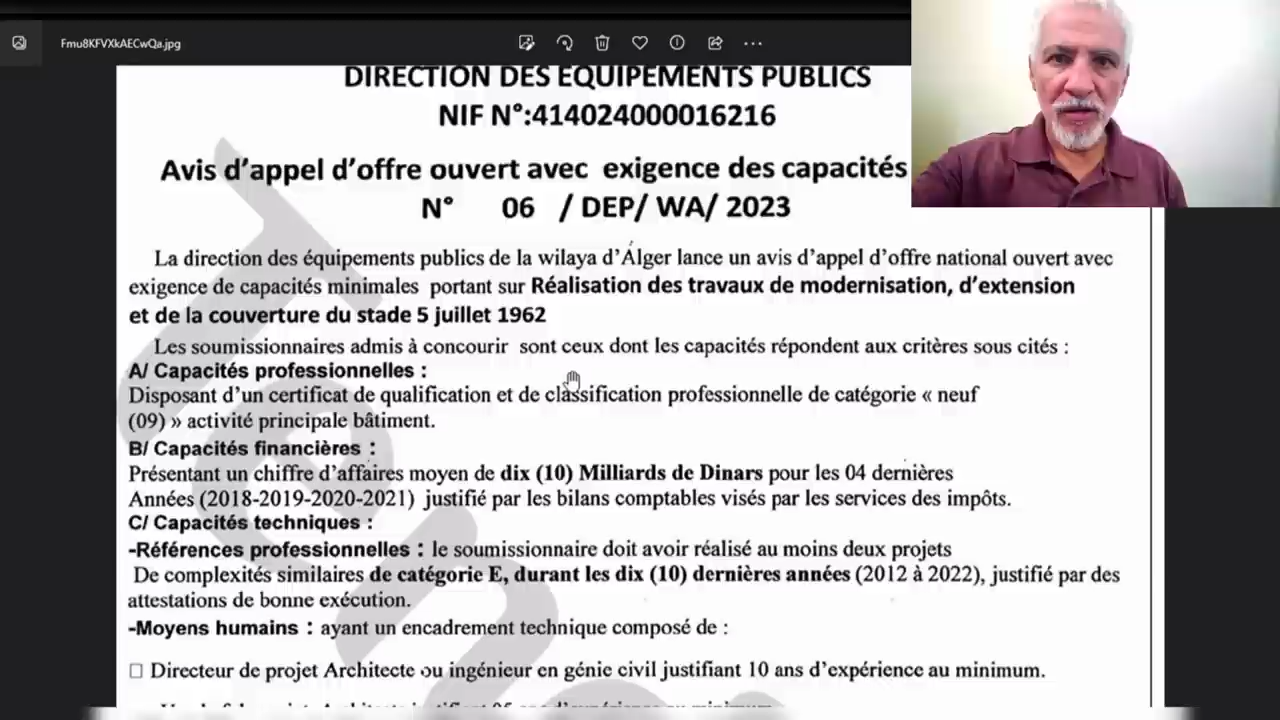 Fmu8KFVXkAECwQa.jpg
DIRECTION DES EQUIPEMENTS PUBLICS
NIF N°:414024000016216
Avis d’appel d’offre ouvert avec exigence des capacités
N° 06 / DEP/ WA/ 2023
La direction des équipements publics de la wilaya d’Alger lance un avis d’appel d’offre national ouvert avec
exigence de capacités minimales portant sur Réalisation des travaux de modernisation, d’extension
et de la couverture du stade 5 juillet 1962
Les soumissionnaires admis à concourir sont ceux dont les capacités répondent aux critères sous cités :
A/ Capacités professionnelles :
Disposant d’un certificat de qualification et de classification professionnelle de catégorie « neuf
(09) » activité principale bâtiment.
B/ Capacités financières :
Présentant un chiffre d’affaires moyen de dix (10) Milliards de Dinars pour les 04 dernières
Années (2018-2019-2020-2021) justifié par les bilans comptables visés par les services des impôts.
C/ Capacités techniques :
-Références professionnelles : le soumissionnaire doit avoir réalisé au moins deux projets
De complexités similaires de catégorie E, durant les dix (10) dernières années (2012 à 2022), justifié par des
attestations de bonne exécution.
-Moyens humains : ayant un encadrement technique composé de :
□ Directeur de projet Architecte ou ingénieur en génie civil justifiant 10 ans d’expérience au minimum.